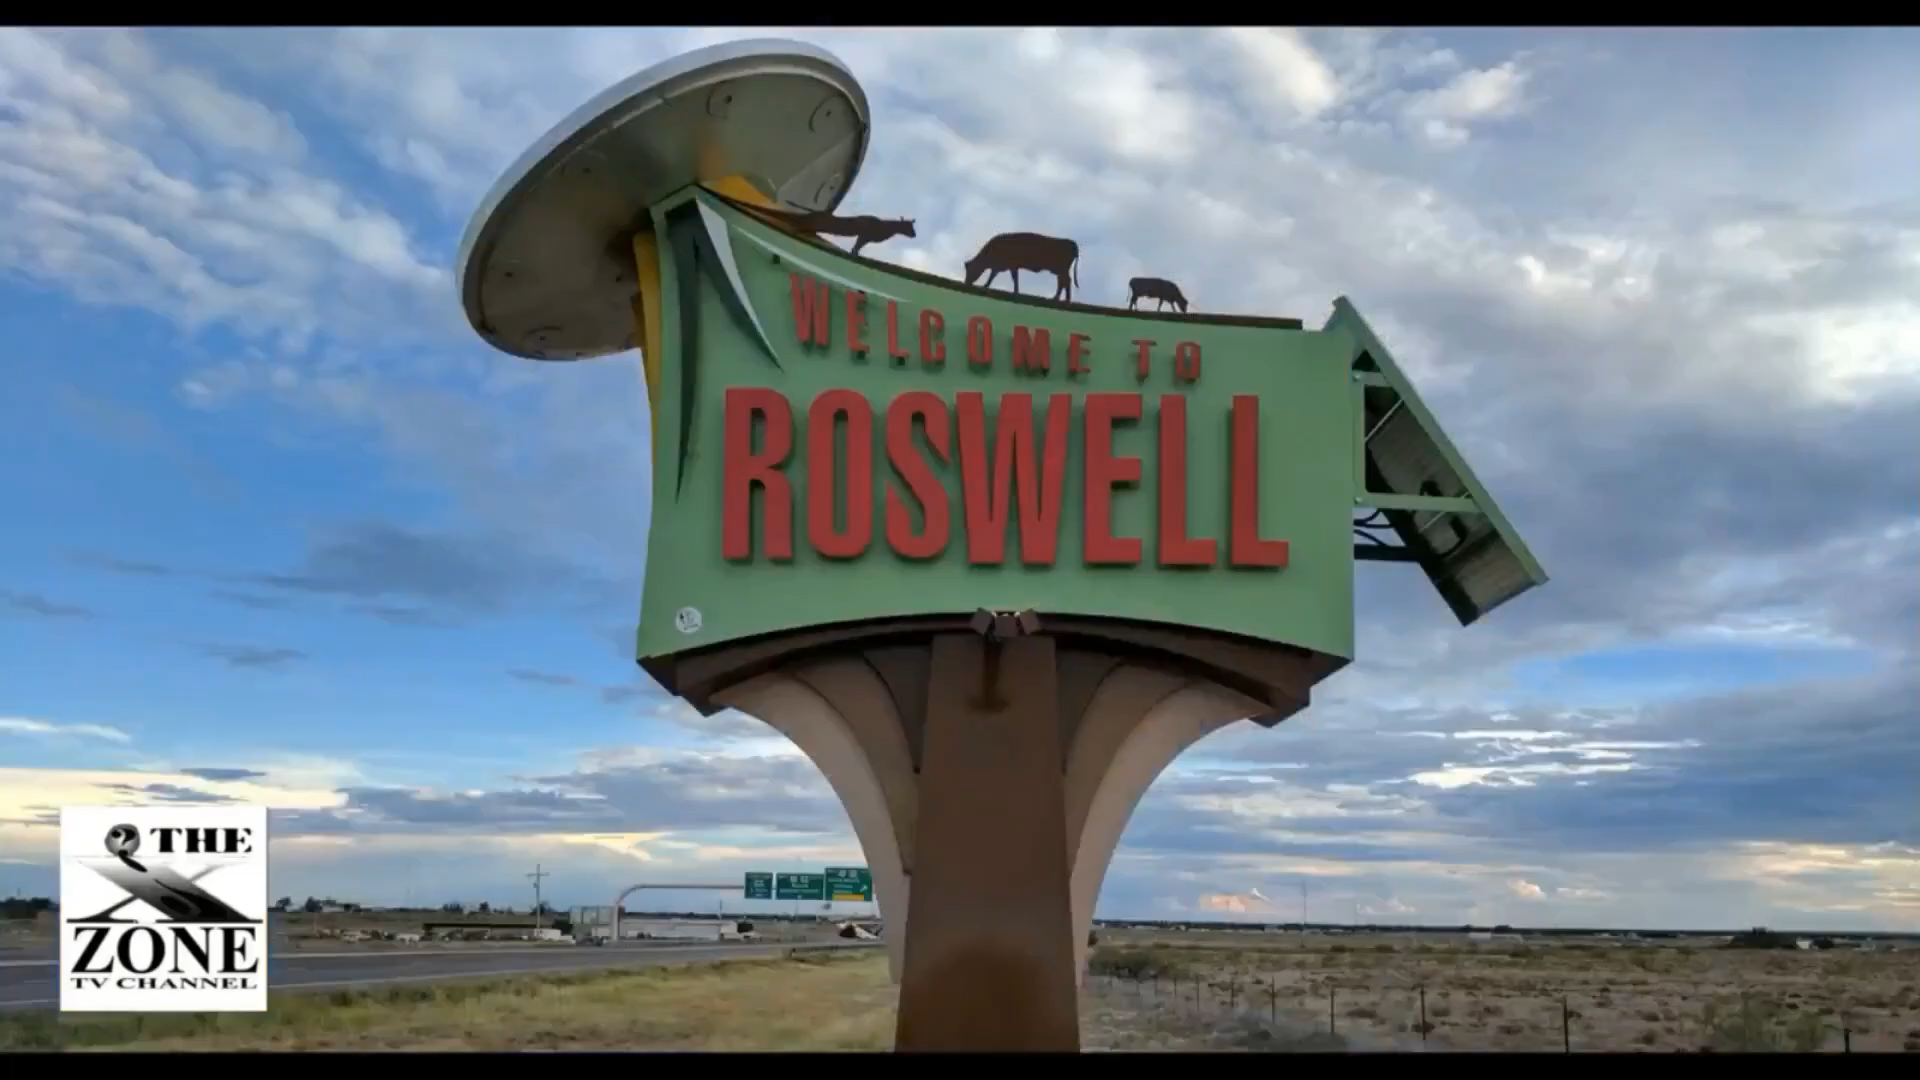 WELCOME TO
ROSWELL
THE
X
ZONE
TV CHANNEL